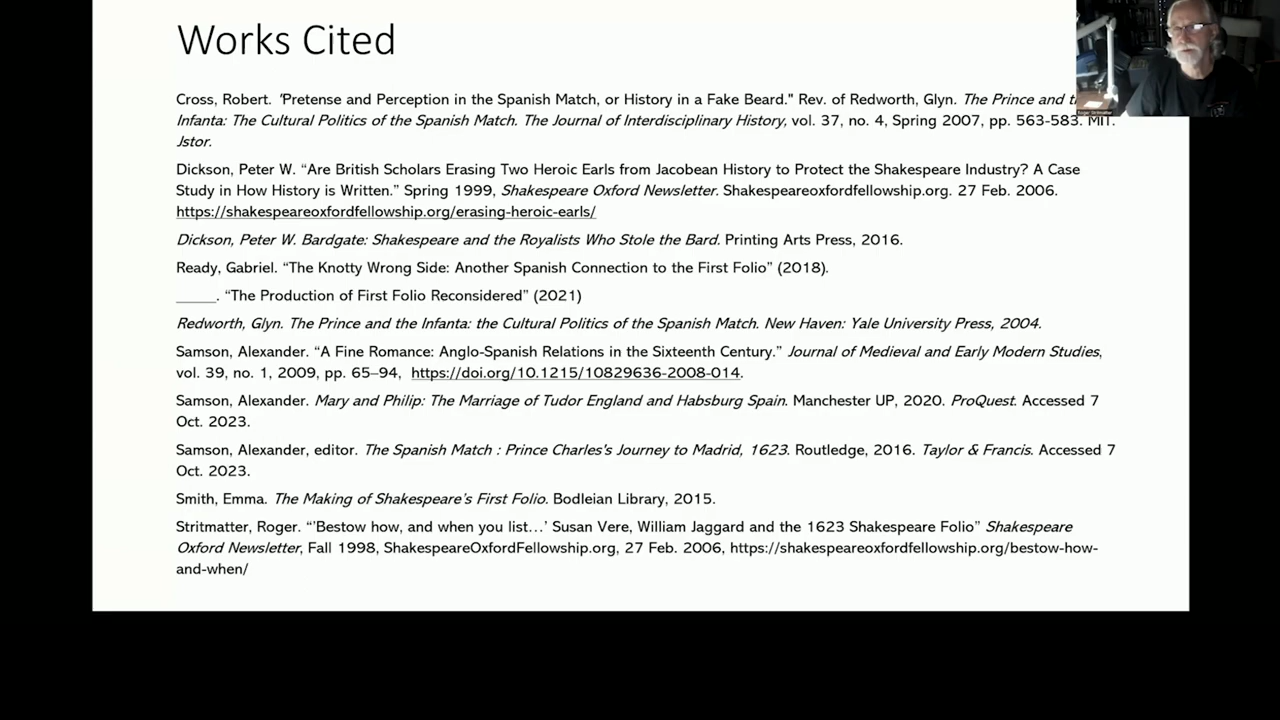 Works Cited
Cross, Robert. "Pretense and Perception in the Spanish Match, or History in a Fake Beard." Rev. of Redworth, Glyn. The Prince and
Infanta: The Cultural Politics of the Spanish Match. The Journal of Interdisciplinary History, vol. 37, no. 4, Spring 2007, pp. 563-583. MIT.
Jstor.
Dickson, Peter W. “Are British Scholars Erasing Two Heroic Earls from Jacobean History to Protect the Shakespeare Industry? A Case
Study in How History is Written.” Spring 1999, Shakespeare Oxford Newsletter. Shakespeareoxfordfellowship.org. 27 Feb. 2006.
https://shakespeareoxfordfellowship.org/erasing-heroic-earls/
Dickson, Peter W. Bardgate: Shakespeare and the Royalists Who Stole the Bard. Printing Arts Press, 2016.
Ready, Gabriel. “The Knotty Wrong Side: Another Spanish Connection to the First Folio” (2018).
_____. “The Production of First Folio Reconsidered” (2021)
Redworth, Glyn. The Prince and the Infanta: the Cultural Politics of the Spanish Match. New Haven: Yale University Press, 2004.
Samson, Alexander. “A Fine Romance: Anglo-Spanish Relations in the Sixteenth Century.” Journal of Medieval and Early Modern Studies,
vol. 39, no. 1, 2009, pp. 65–94, https://doi.org/10.1215/10829636-2008-014.
Samson, Alexander. Mary and Philip: The Marriage of Tudor England and Habsburg Spain. Manchester UP, 2020. ProQuest. Accessed 7
Oct. 2023.
Samson, Alexander, editor. The Spanish Match : Prince Charles's Journey to Madrid, 1623. Routledge, 2016. Taylor & Francis. Accessed 7
Oct. 2023.
Smith, Emma. The Making of Shakespeare's First Folio. Bodleian Library, 2015.
Stritmatter, Roger. “'Bestow how, and when you list…' Susan Vere, William Jaggard and the 1623 Shakespeare Folio” Shakespeare
Oxford Newsletter, Fall 1998, ShakespeareOxfordFellowship.org, 27 Feb. 2006, https://shakespeareoxfordfellowship.org/bestow-how-
and-when/